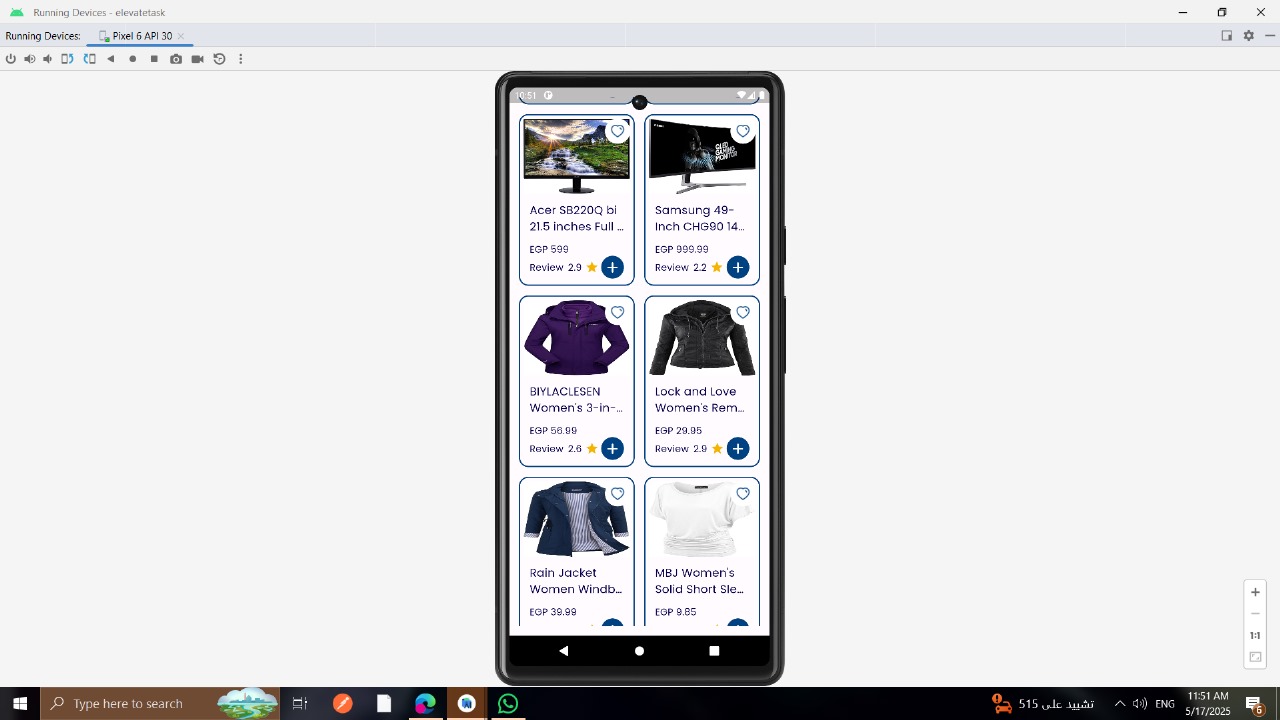 Running Devices - elevatetask
Running Devices:
Pixel 6 API 30
10:51
QLED
GAMING
MONITOR
Acer SB220Q bi
21.5 inches Full ...
EGP 599
Review 2.9
Samsung 49-
Inch CHG90 14...
EGP 999.99
Review 2.2
BIYLACLESEN
Women's 3-in-...
EGP 56.99
Review 2.6
Lock and Love
Women's Rem...
EGP 29.95
Review 2.9
Rain Jacket
Women Windb...
EGP 39.99
MBJ Women's
Solid Short Sle...
EGP 9.85
1:1
Type here to search
تشييد على 515
ENG
11:51 AM
5/17/2025
6